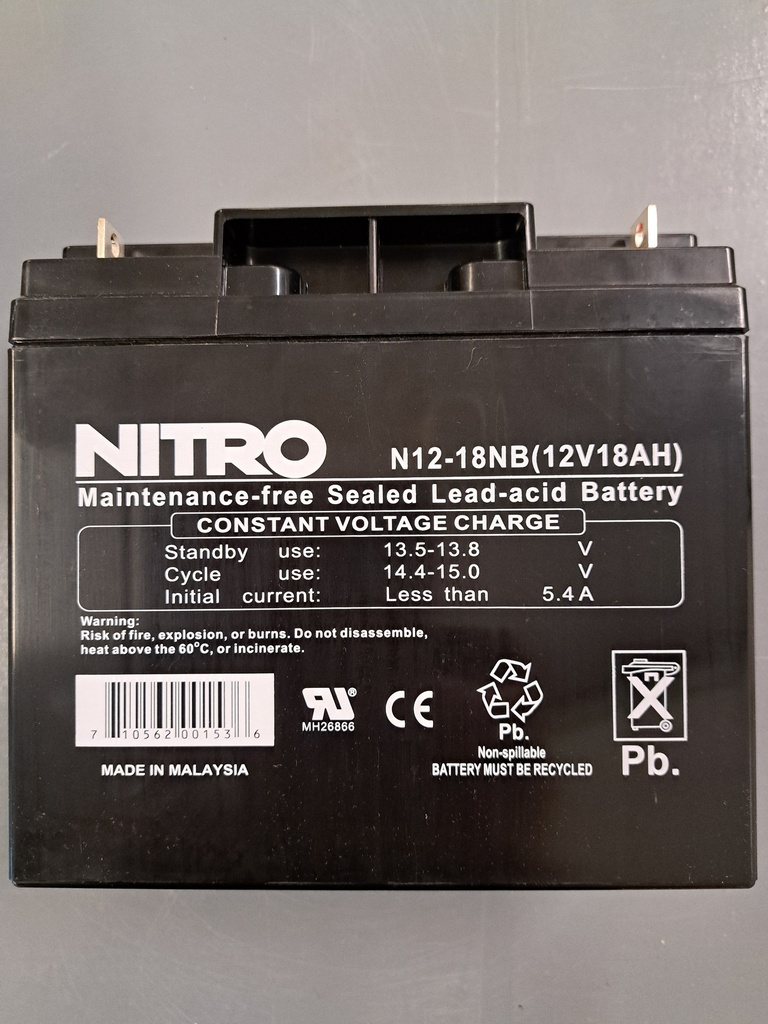 NITRO
N12-18NB(12V18AH)
Maintenance-free Sealed Lead-acid Battery
CONSTANT VOLTAGE CHARGE
Standby use: 13.5-13.8 V
Cycle use: 14.4-15.0 V
Initial current: Less than 5.4A
Warning:
Risk of fire, explosion, or burns. Do not disassemble,
heat above the 60°C, or incinerate.
7 10562 00153 6
MADE IN MALAYSIA
RU®
MH26866
CE
Pb.
Non-spillable
BATTERY MUST BE RECYCLED
Pb.